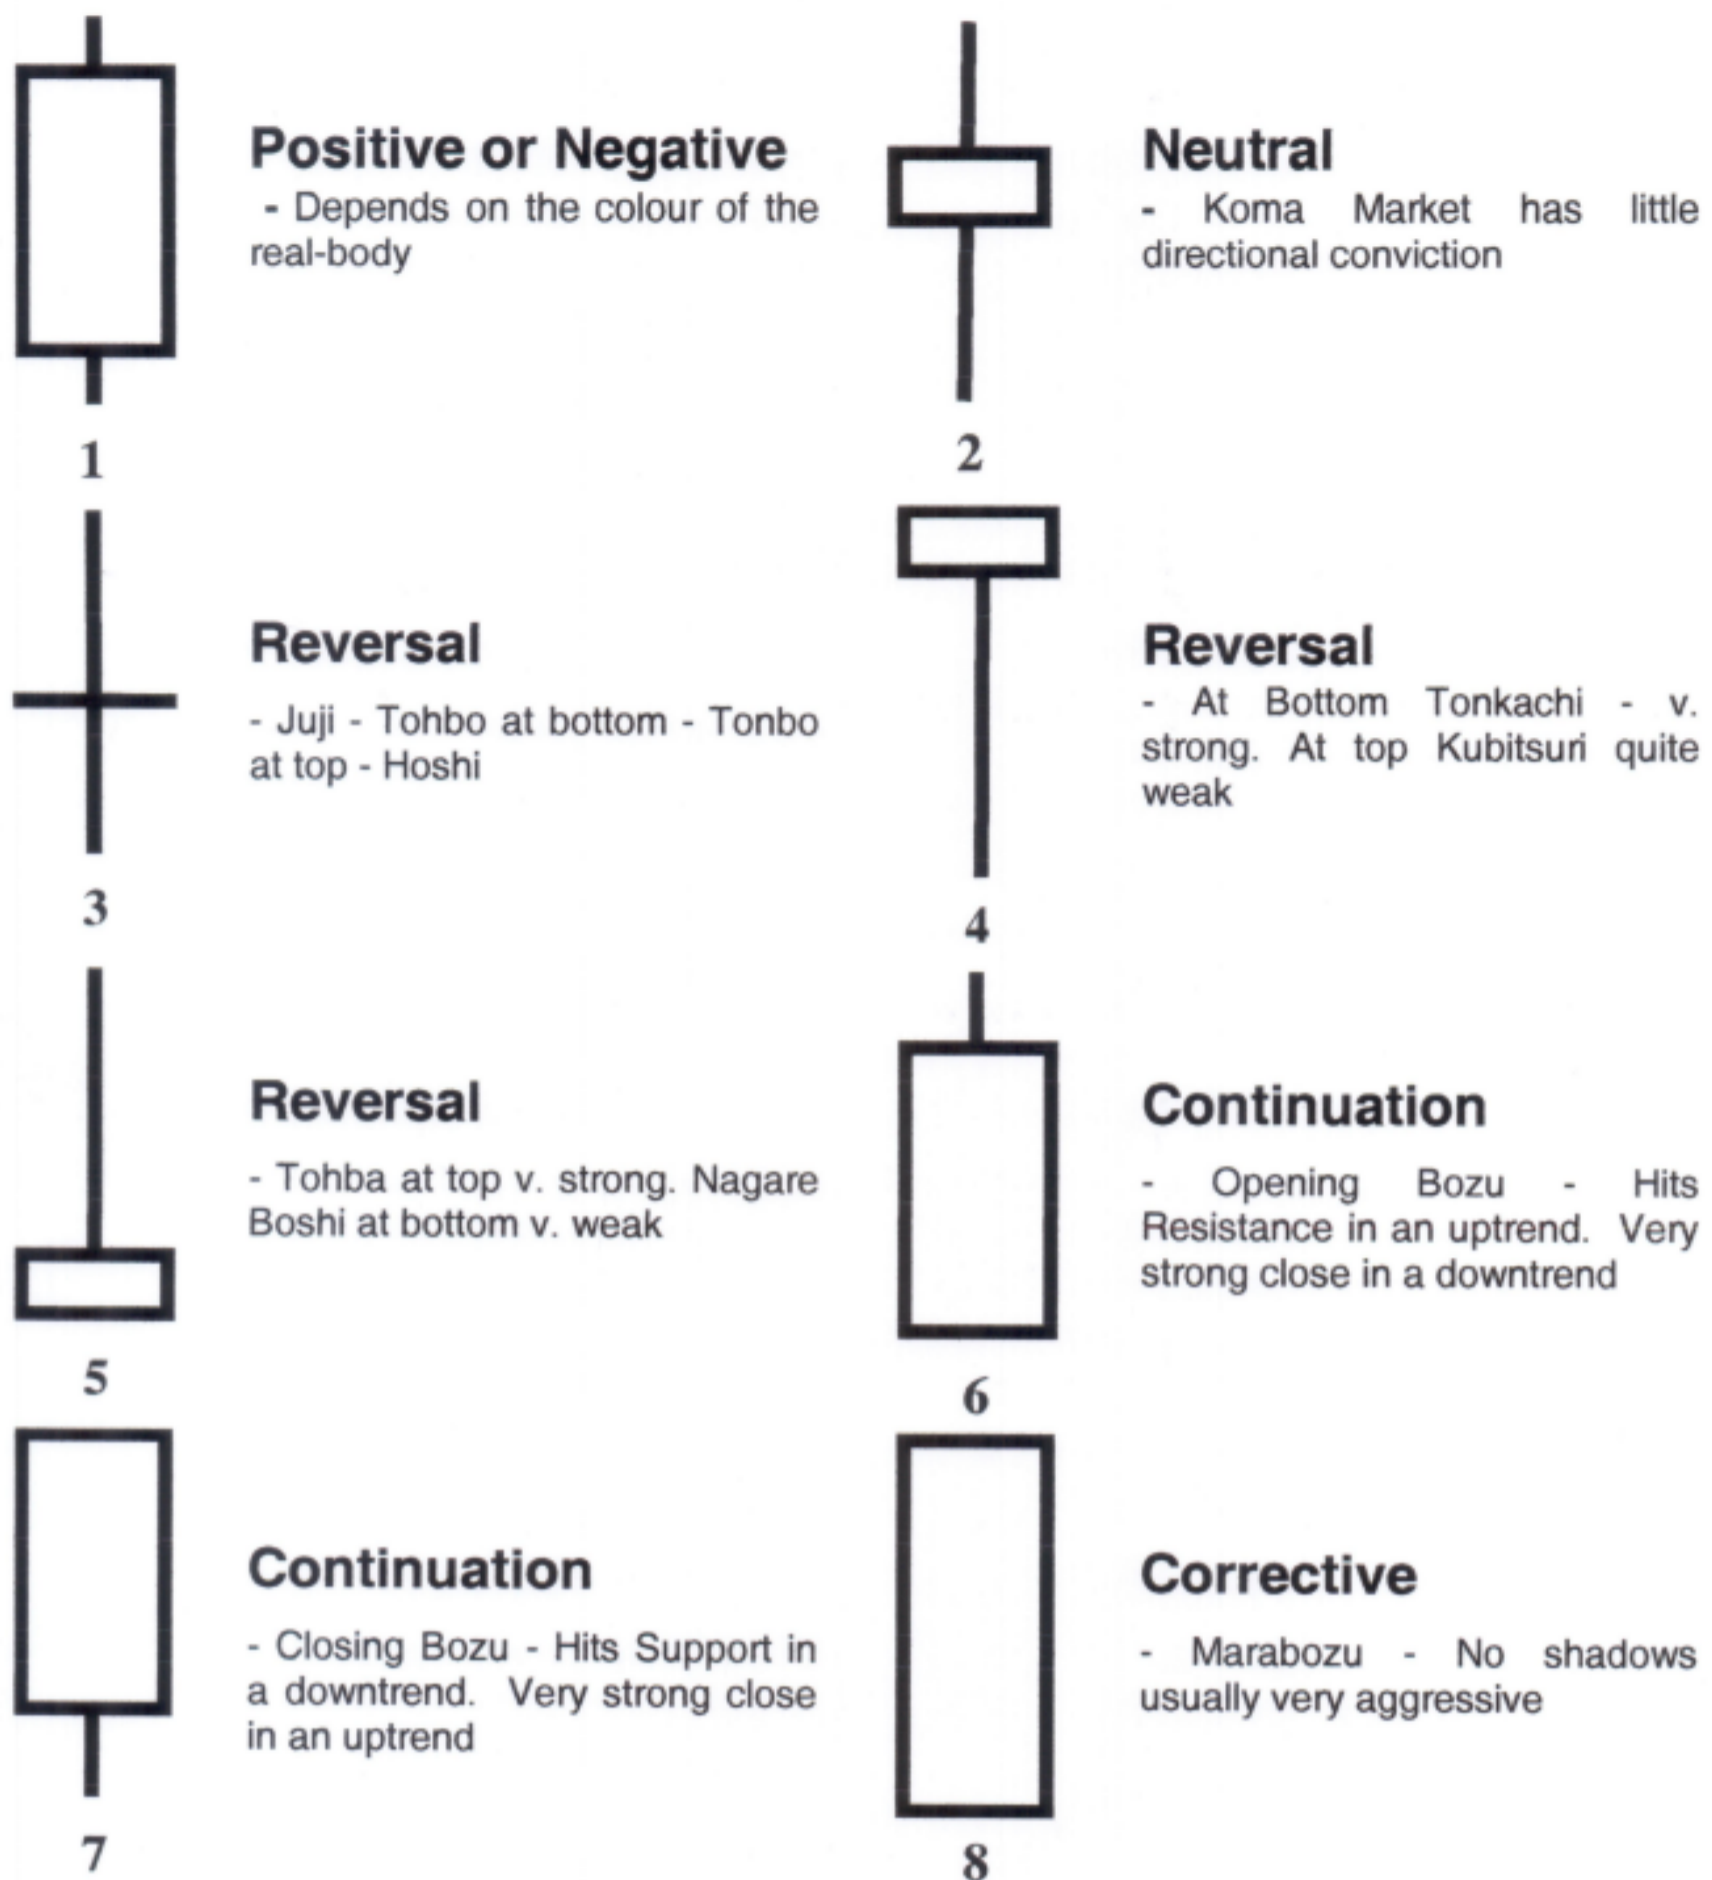 Positive or Negative
- Depends on the colour of the
real-body
1
Neutral
- Koma Market has little
directional conviction
2
Reversal
- Juji - Tohbo at bottom - Tonbo
at top - Hoshi
3
Reversal
- At Bottom Tonkachi - v.
strong. At top Kubitsuri quite
weak
4
Reversal
- Tohba at top v. strong. Nagare
Boshi at bottom v. weak
5
Continuation
- Opening Bozu - Hits
Resistance in an uptrend. Very
strong close in a downtrend
6
Continuation
- Closing Bozu - Hits Support in
a downtrend. Very strong close
in an uptrend
7
Corrective
- Marabozu - No shadows
usually very aggressive
8